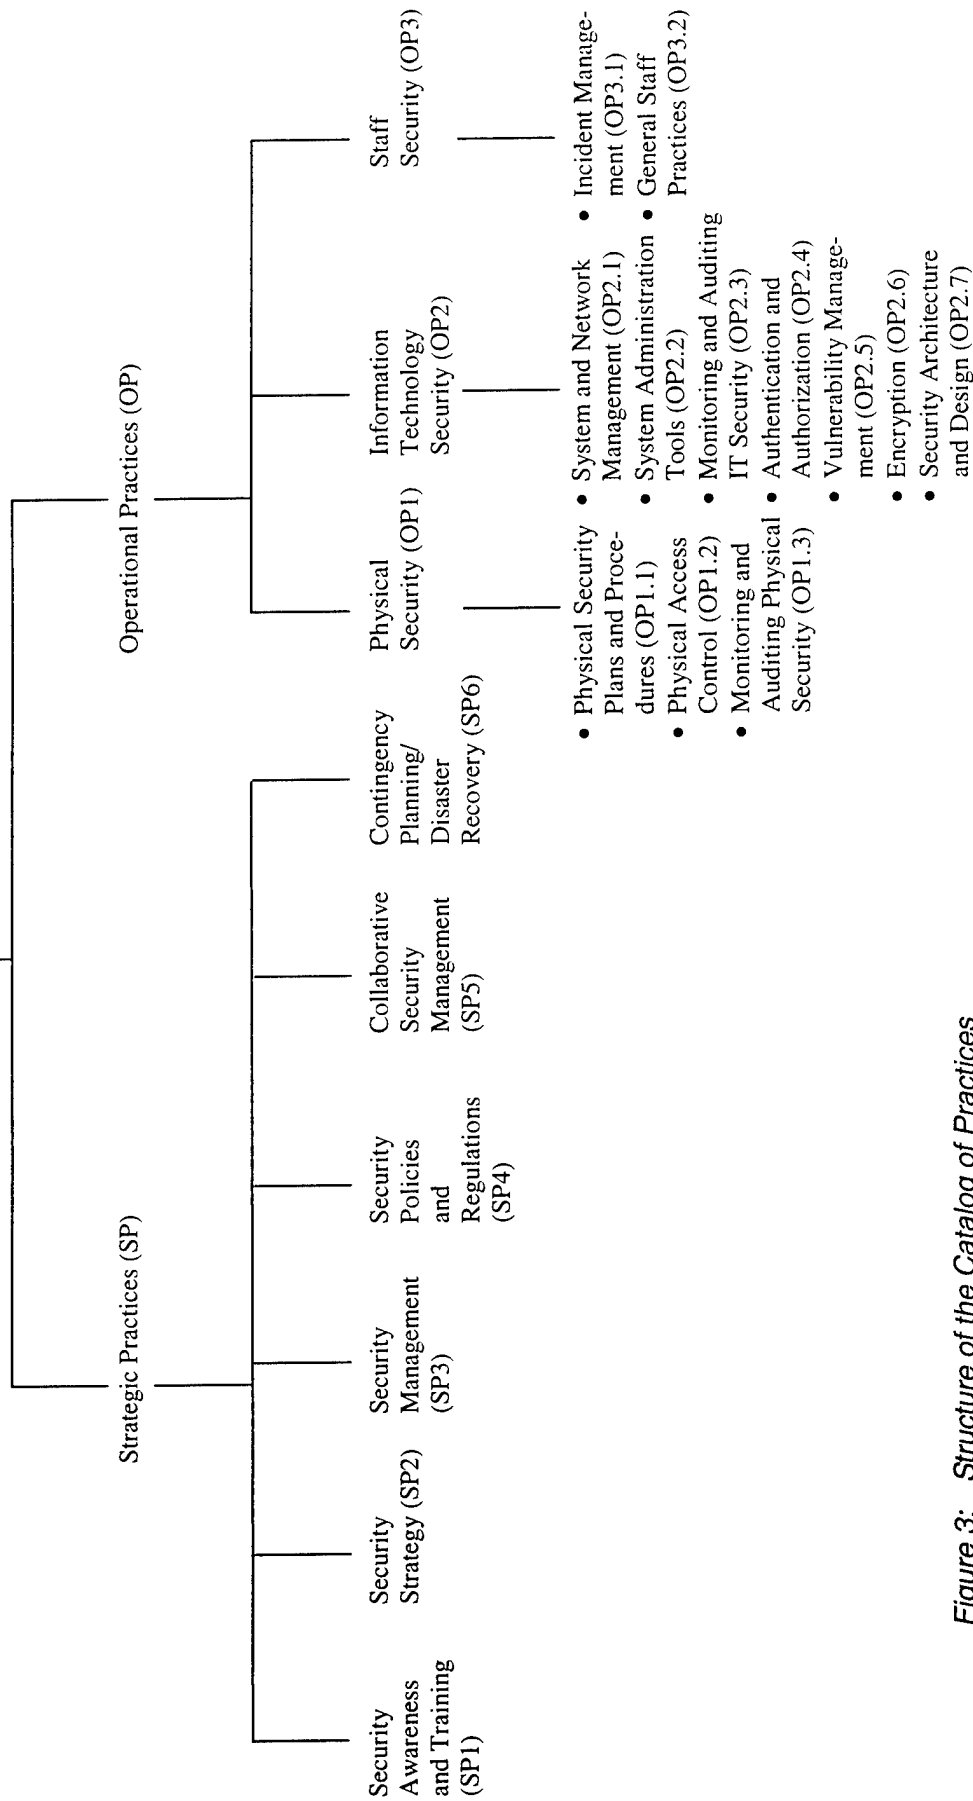 Strategic Practices (SP)
Operational Practices (OP)
Security
Awareness
and Training
(SP1)
Security
Strategy (SP2)
Security
Management
(SP3)
Security
Policies
and
Regulations
(SP4)
Collaborative
Security
Management
(SP5)
Contingency
Planning/
Disaster
Recovery (SP6)
Physical
Security (OP1)
Information
Technology
Security (OP2)
Staff
Security (OP3)
• Physical Security
Plans and Proce-
dures (OP1.1)
• Physical Access
Control (OP1.2)
• Monitoring and
Auditing Physical
Security (OP1.3)
• System and Network
Management (OP2.1)
• System Administration
Tools (OP2.2)
• Monitoring and Auditing
IT Security (OP2.3)
• Authentication and
Authorization (OP2.4)
• Vulnerability Manage-
ment (OP2.5)
• Encryption (OP2.6)
• Security Architecture
and Design (OP2.7)
• Incident Manage-
ment (OP3.1)
• General Staff
Practices (OP3.2)
Figure 3: Structure of the Catalog of Practices